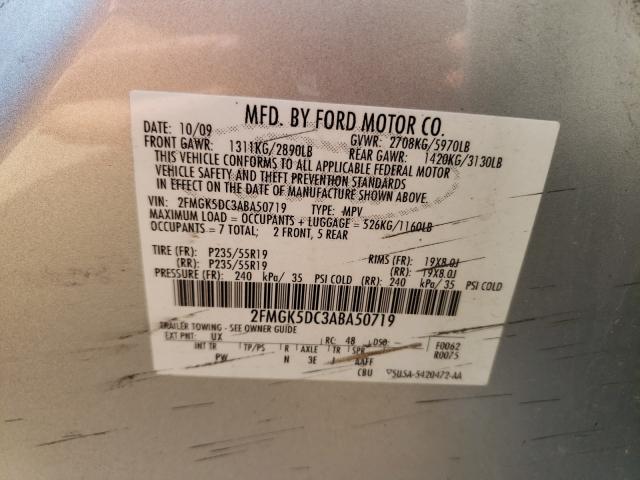 MFD. BY FORD MOTOR CO.
DATE: 10/09 GVWR: 2708KG/5970LB
FRONT GAWR: 1311KG/2890LB REAR GAWR: 1420KG/3130LB
THIS VEHICLE CONFORMS TO ALL APPLICABLE FEDERAL MOTOR
VEHICLE SAFETY AND THEFT PREVENTION STANDARDS
IN EFFECT ON THE DATE OF MANUFACTURE SHOWN ABOVE.
VIN: 2FMGK5DC3ABA50719 TYPE: MPV
MAXIMUM LOAD = OCCUPANTS + LUGGAGE = 526KG/1160LB
OCCUPANTS = 7 TOTAL; 2 FRONT, 5 REAR
TIRE (FR): P235/55R19 RIMS (FR): 19X8.0J
(RR): P235/55R19 (RR): 19X8.0J
PRESSURE (FR): 240 kPa/ 35 PSI COLD (RR): 240 kPa/ 35 PSI COLD
2FMGK5DC3ABA50719
TRAILER TOWING - SEE OWNER GUIDE
EXT PNT: UX RC: 48 DSO: F0062
R0075
INT TR TP/PS R AXLE TR SPR
PW N 3E J AAFF
CBU 5U5A-5420472-AA